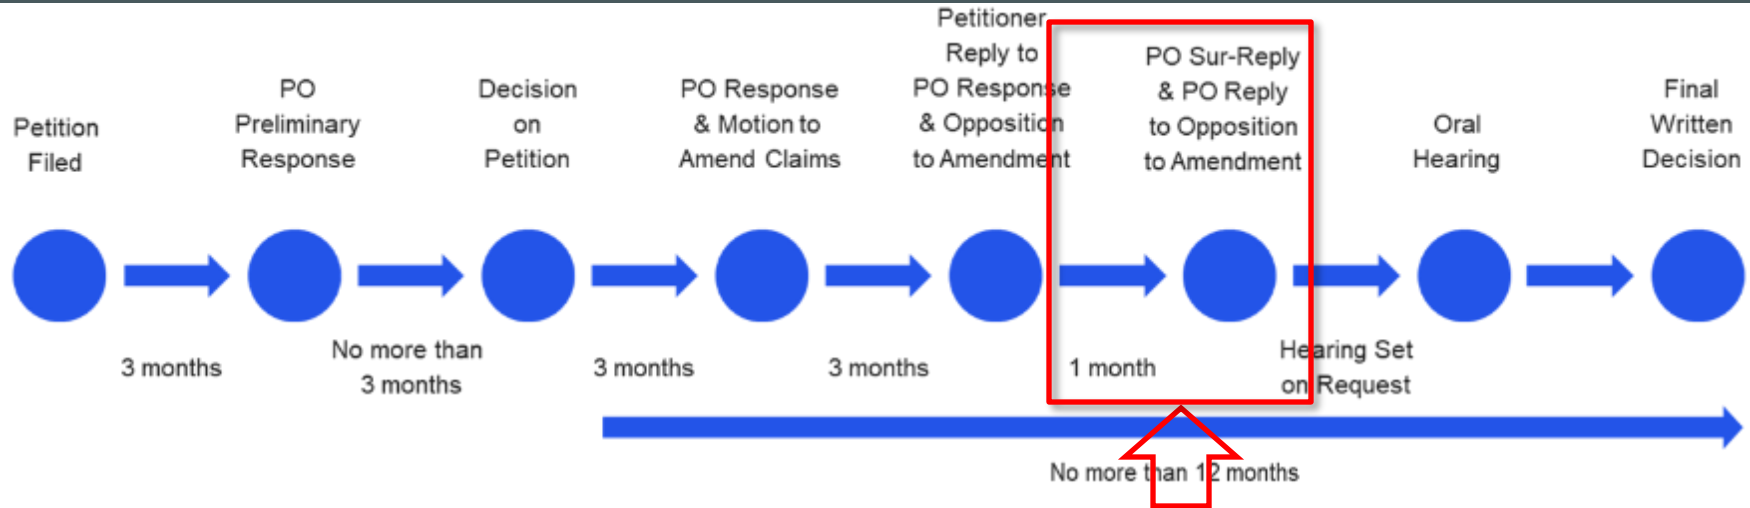 Petition
Filed
PO
Preliminary
Response
Decision
on
Petition
PO Response
& Motion to
Amend Claims
Petitioner
Reply to
PO Response
& Opposition
to Amendment
PO Sur-Reply
& PO Reply
to Opposition
to Amendment
Oral
Hearing
Final
Written
Decision
3 months
No more than
3 months
3 months
3 months
1 month
Hearing Set
on Request
No more than 12 months